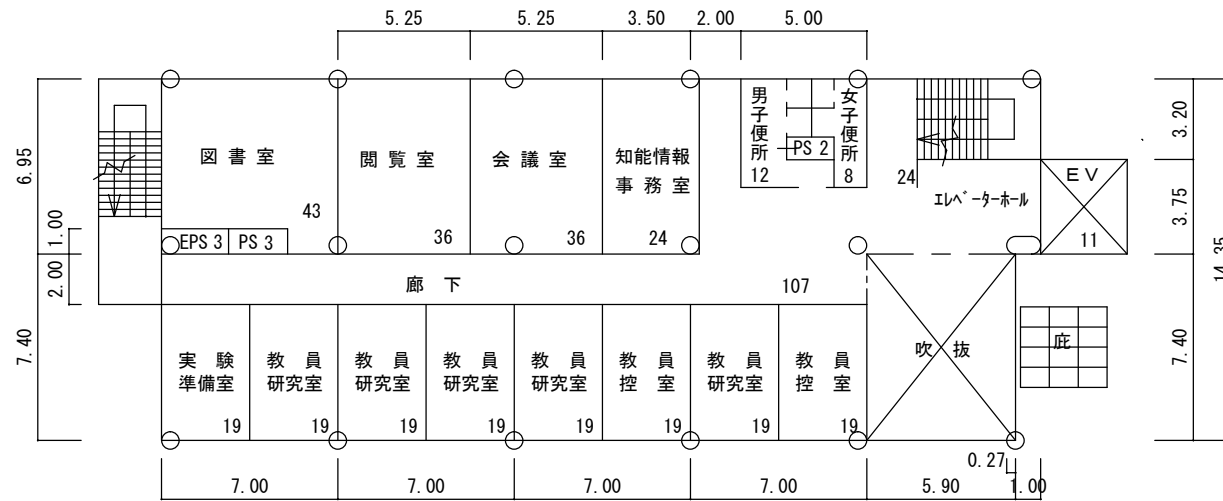 5.25
5.25
3.50
2.00
5.00
6.95
1.00
2.00
7.40
図書室
43
EPS 3
PS 3
閲覧室
36
会議室
36
知能情報
事務室
24
男子便所
12
PS 2
女子便所
8
24
エレベーターホール
EV
11
3.20
3.75
14.35
7.40
廊下
107
実験
準備室
19
教員
研究室
19
教員
研究室
19
教員
研究室
19
教員
研究室
19
教員
控室
19
教員
研究室
19
教員
控室
19
吹抜
庇
0.27
7.00
7.00
7.00
7.00
5.90
1.00